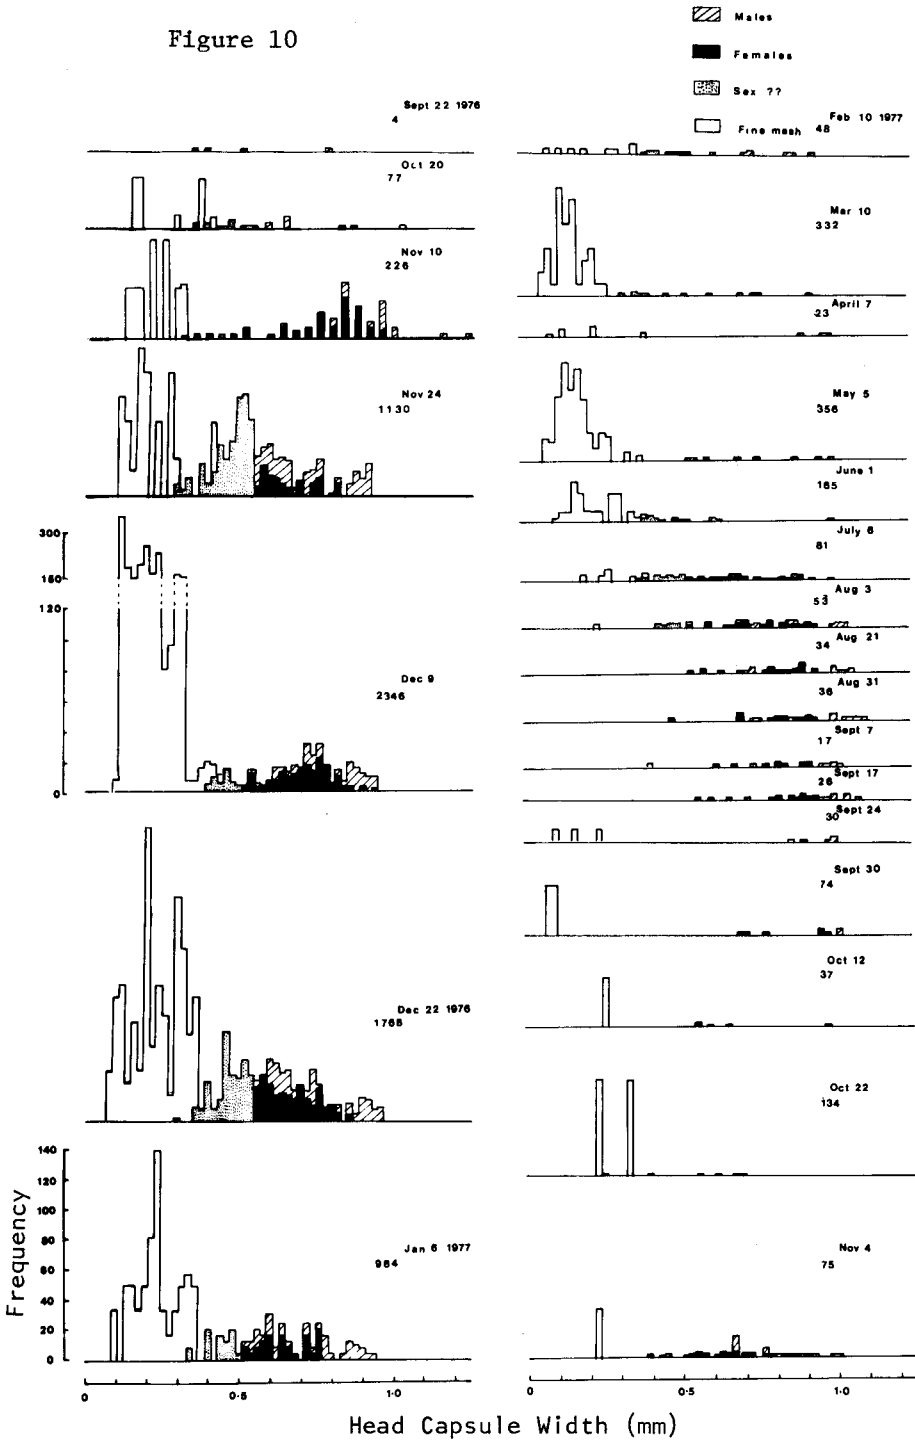 Figure 10
Males
Females
Sex ??
Fine mesh
Sept 22 1976
4
Oct 20
77
Nov 10
226
Nov 24
1130
300
150
120
0
Dec 9
2346
Dec 22 1976
1768
140
120
100
80
60
40
20
0
Frequency
Jan 6 1977
984
0
0·5
1·0
Feb 10 1977
48
Mar 10
332
April 7
23
May 5
356
June 1
165
July 6
81
Aug 3
53
Aug 21
34
Aug 31
36
Sept 7
17
Sept 17
26
Sept 24
30
Sept 30
74
Oct 12
37
Oct 22
134
Nov 4
75
0
0·5
1·0
Head Capsule Width (mm)